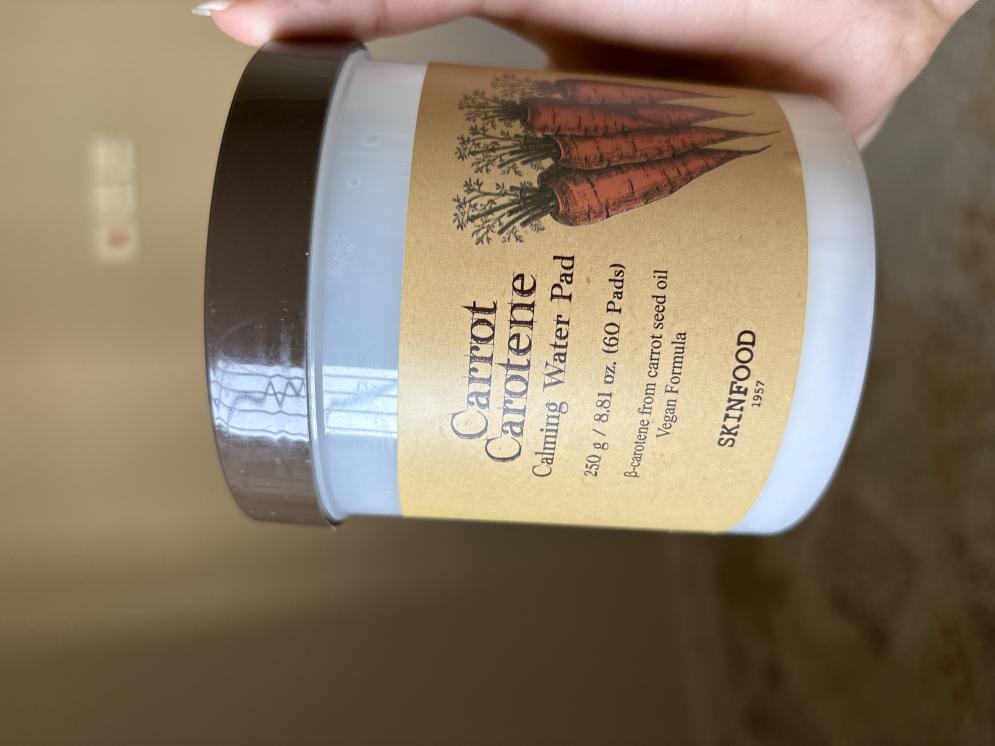 Carrot
Carotene
Calming Water Pad
250 g / 8.81 oz. (60 Pads)
β-carotene from carrot seed oil
Vegan Formula
SKINFOOD
1957